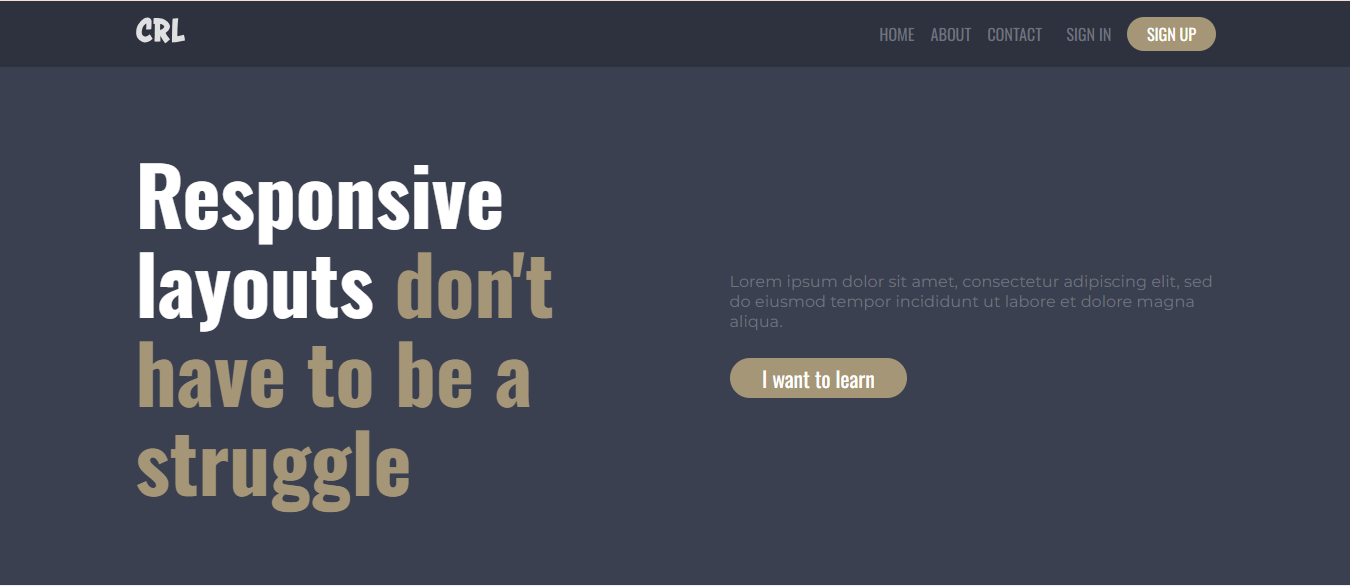 CRL
HOME ABOUT CONTACT SIGN IN SIGN UP
Responsive
layouts don't
have to be a
struggle
Lorem ipsum dolor sit amet, consectetur adipiscing elit, sed
do eiusmod tempor incididunt ut labore et dolore magna
aliqua.
I want to learn